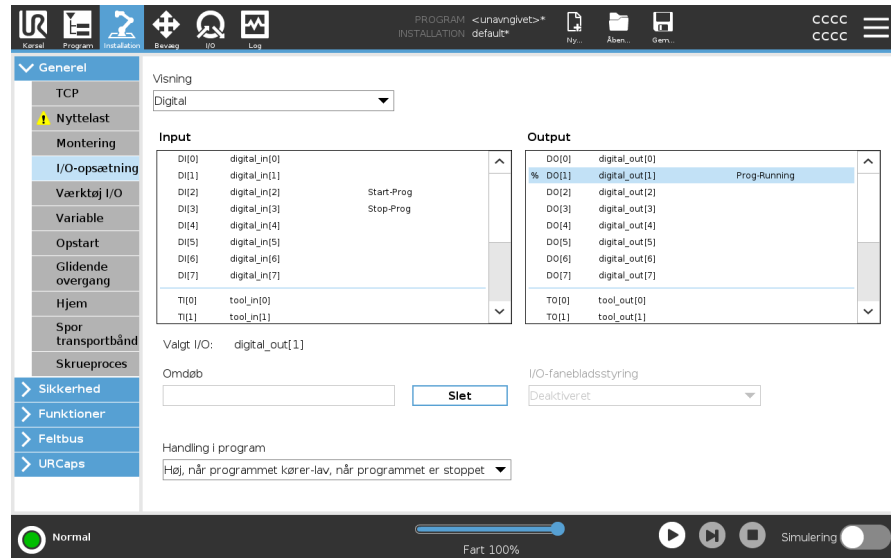 UR
PROGRAM <unavngivet>*
INSTALLATION default*
Kørsel Program Installation Bevæg I/O Log Ny... Åben... Gem...
CCCC
CCCC
Generel
TCP
Nyttelast
Montering
I/O-opsætning
Værktøj I/O
Variable
Opstart
Glidende
overgang
Hjem
Spor
transportbånd
Skrueproces
Sikkerhed
Funktioner
Feltbus
URCaps
Visning
Digital
Input
DI[0] digital_in[0]
DI[1] digital_in[1]
DI[2] digital_in[2] Start-Prog
DI[3] digital_in[3] Stop-Prog
DI[4] digital_in[4]
DI[5] digital_in[5]
DI[6] digital_in[6]
DI[7] digital_in[7]
TI[0] tool_in[0]
TI[1] tool_in[1]
Output
DO[0] digital_out[0]
% DO[1] digital_out[1] Prog-Running
DO[2] digital_out[2]
DO[3] digital_out[3]
DO[4] digital_out[4]
DO[5] digital_out[5]
DO[6] digital_out[6]
DO[7] digital_out[7]
TO[0] tool_out[0]
TO[1] tool_out[1]
Valgt I/O: digital_out[1]
Omdøb
Slet
I/O-fanebladsstyring
Deaktiveret
Handling i program
Høj, når programmet kører-lav, når programmet er stoppet
Normal
Fart 100%
Simulering